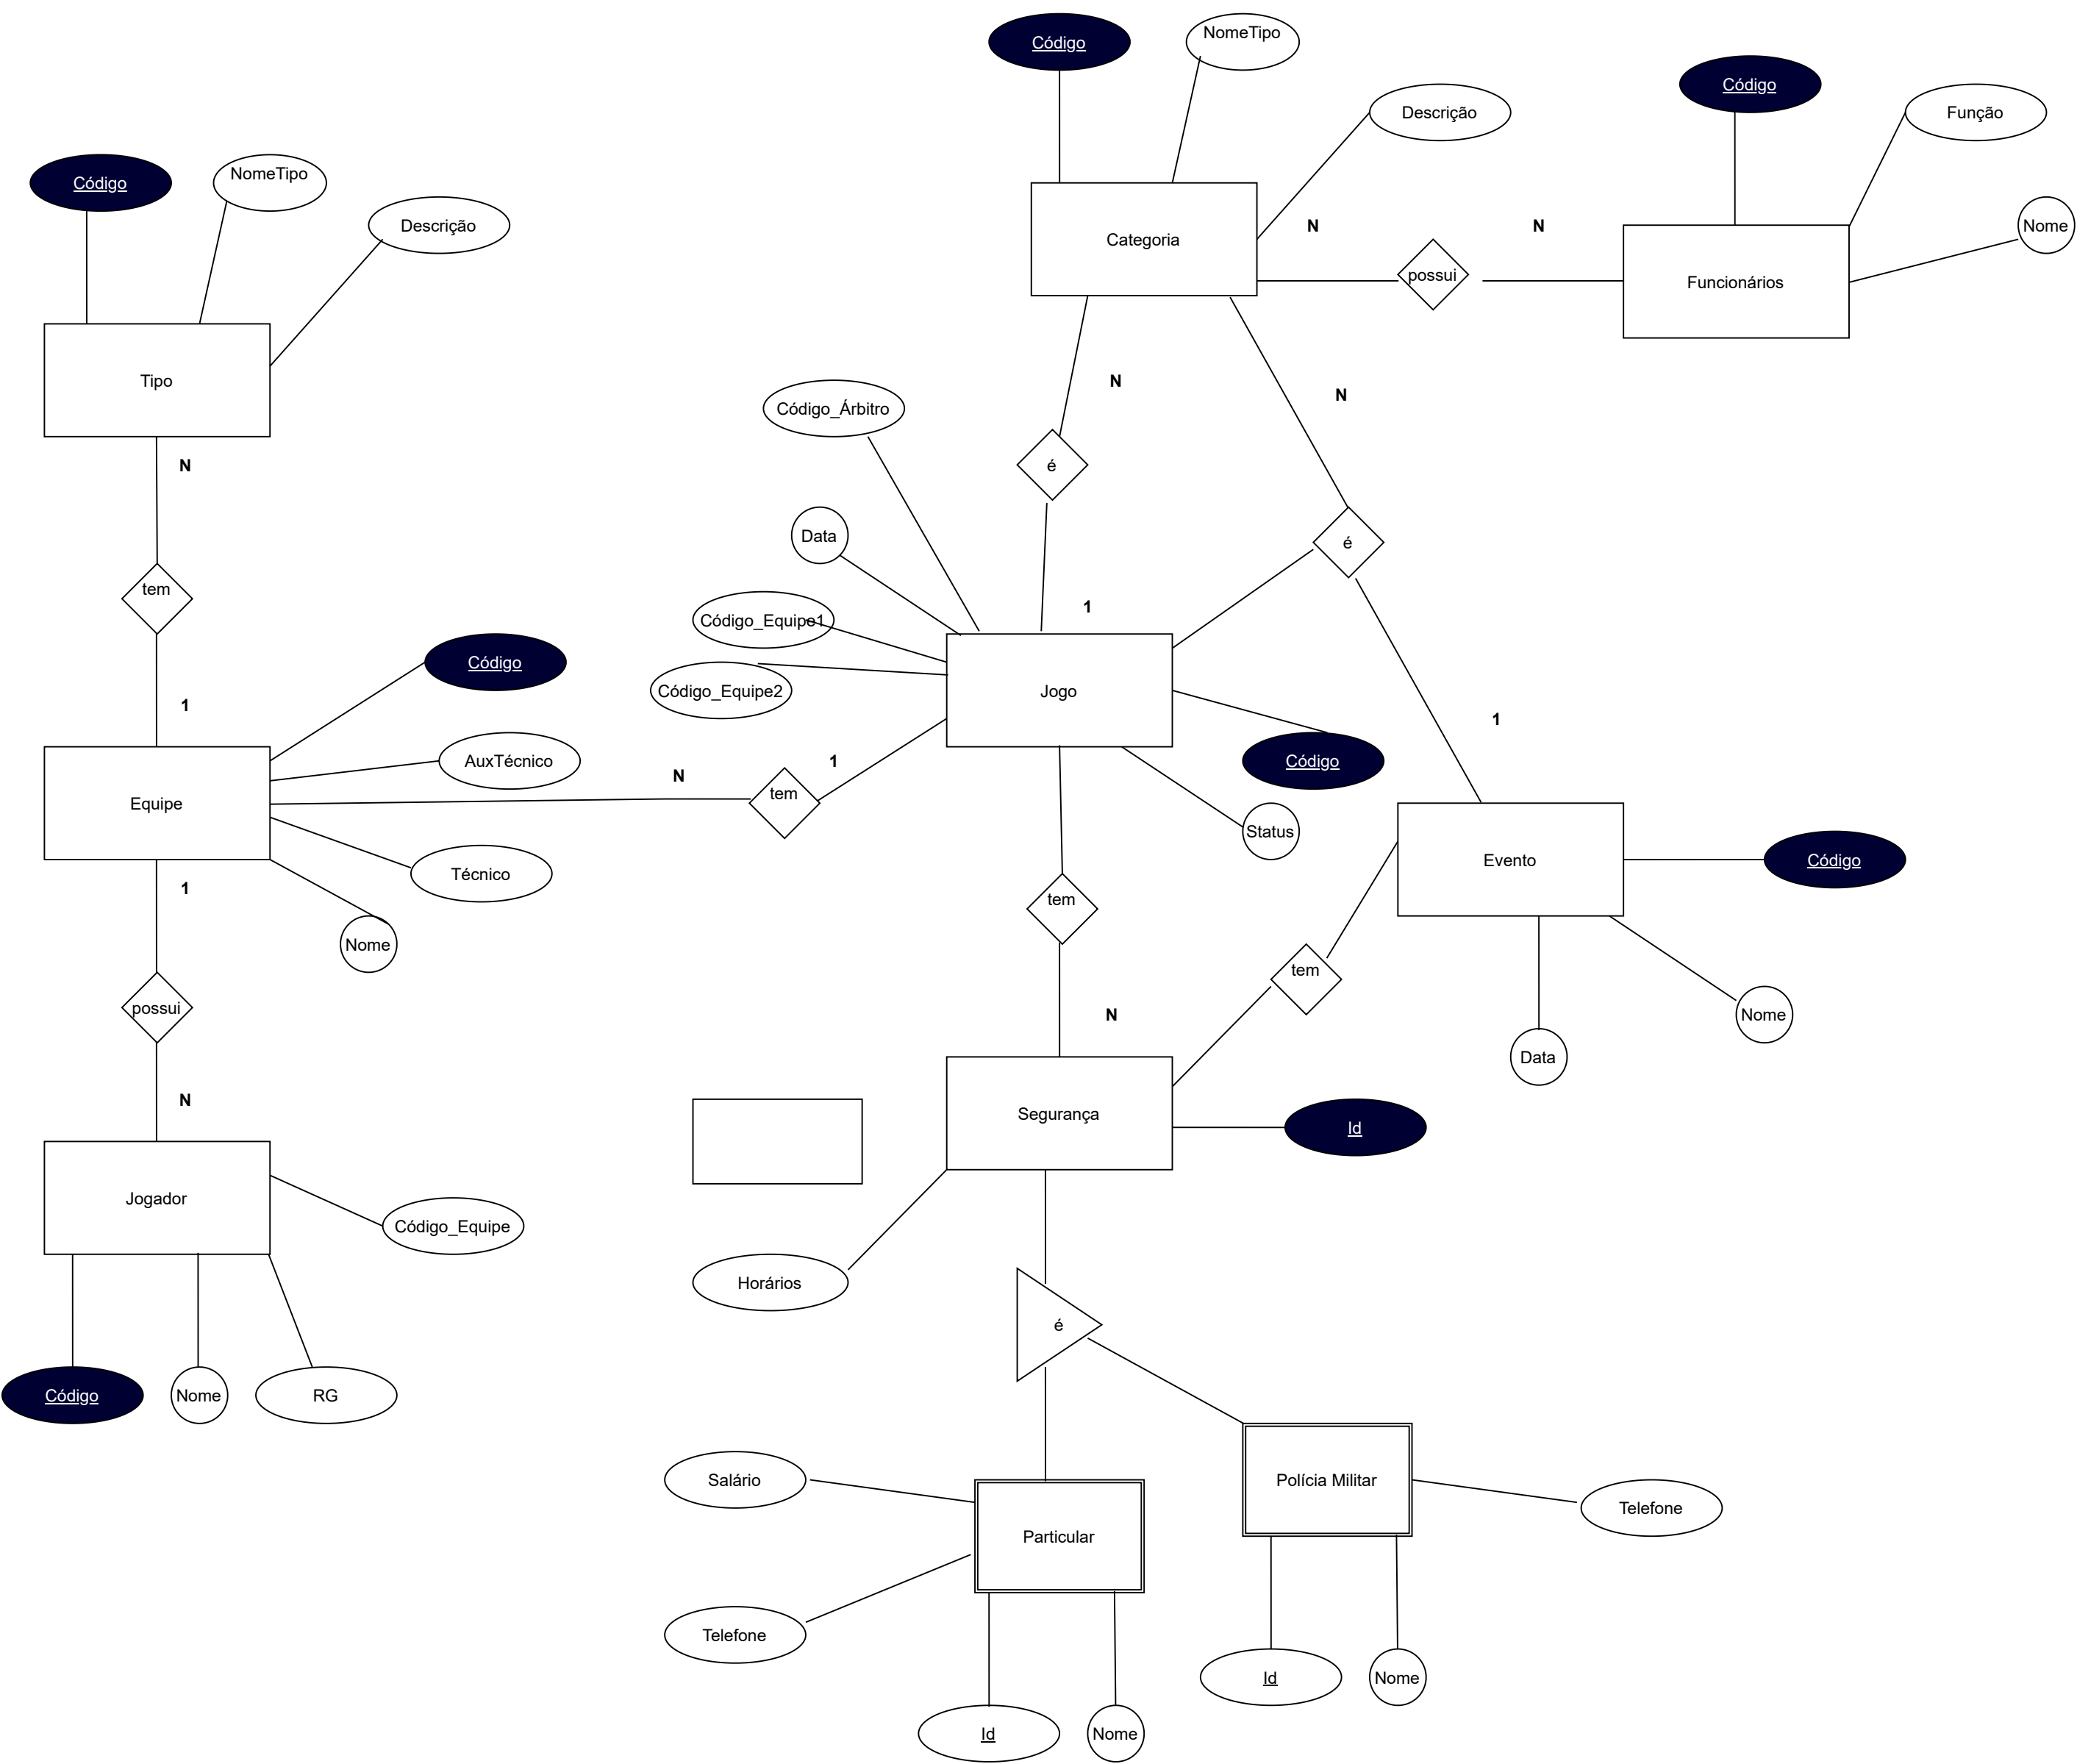 Código
NomeTipo
Descrição
Código
Função
Nome
Categoria
N
possui
N
Funcionários
Código
NomeTipo
Descrição
Tipo
N
tem
1
Código
AuxTécnico
Equipe
Técnico
Nome
1
possui
N
Jogador
Código_Equipe
Código
Nome
RG
N
é
1
N
é
1
Código_Árbitro
Data
Código_Equipe1
Código_Equipe2
Jogo
N
tem
1
Código
Status
Evento
Código
Nome
Data
tem
tem
N
Segurança
Id
Horários
é
Salário
Particular
Telefone
Id
Nome
Polícia Militar
Telefone
Id
Nome